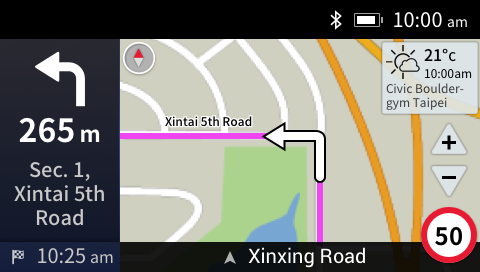 10:00 am
265 m
Sec. 1,
Xintai 5th
Road
10:25 am
Xintai 5th Road
21°C
10:00am
Civic Boulder-
gym Taipei
+
−
50
Xinxing Road